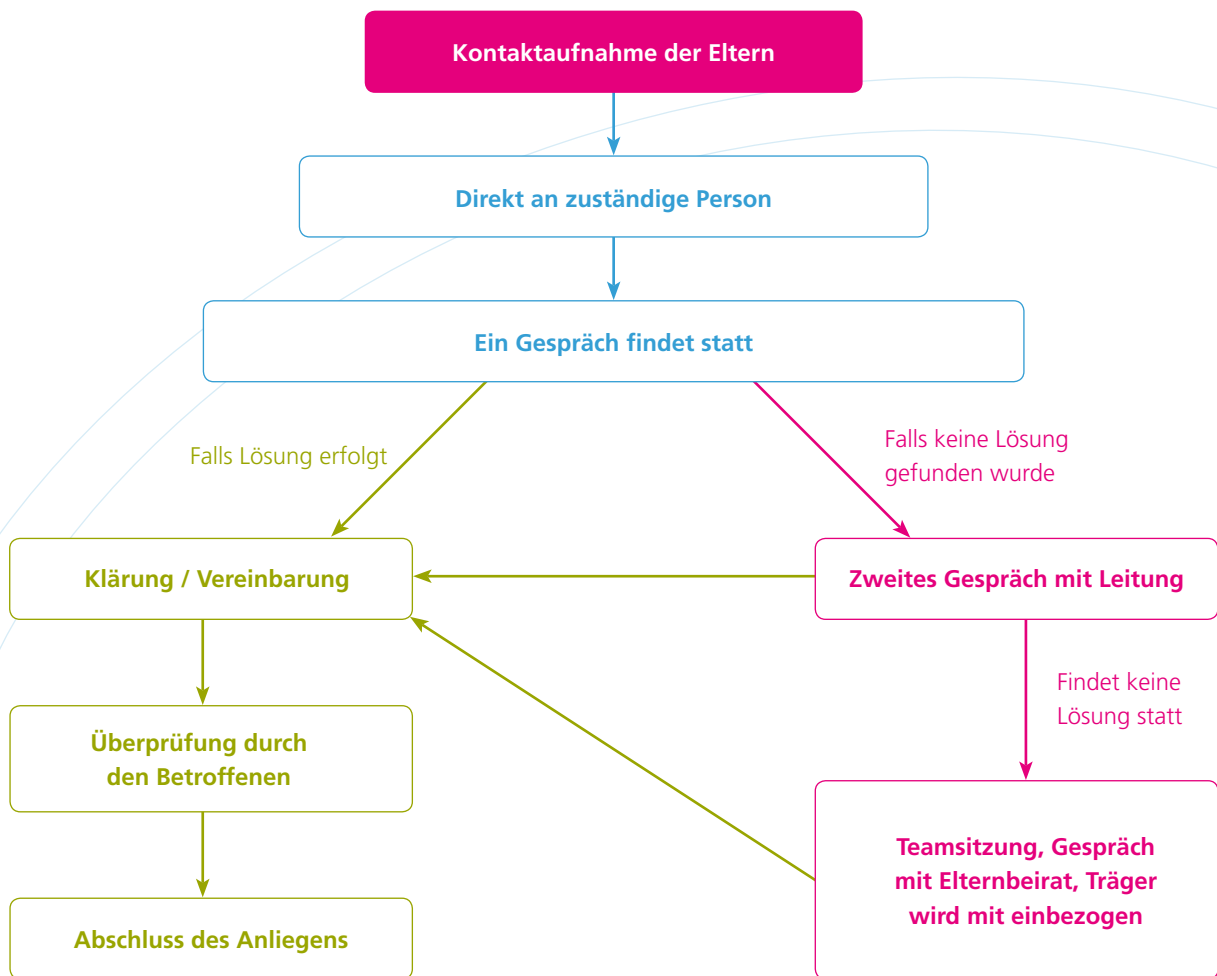 Kontaktaufnahme der Eltern
Direkt an zuständige Person
Ein Gespräch findet statt
Falls Lösung erfolgt
Falls keine Lösung
gefunden wurde
Klärung / Vereinbarung
Zweites Gespräch mit Leitung
Findet keine
Lösung statt
Überprüfung durch
den Betroffenen
Teamsitzung, Gespräch
mit Elternbeirat, Träger
wird mit einbezogen
Abschluss des Anliegens